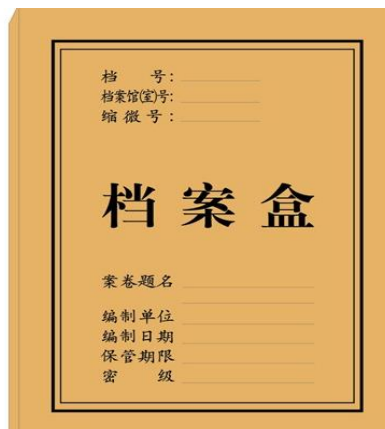 档 号:
档案馆(室)号:
缩微号:
档案盒
案卷题名
编制单位
编制日期
保管期限
密 级